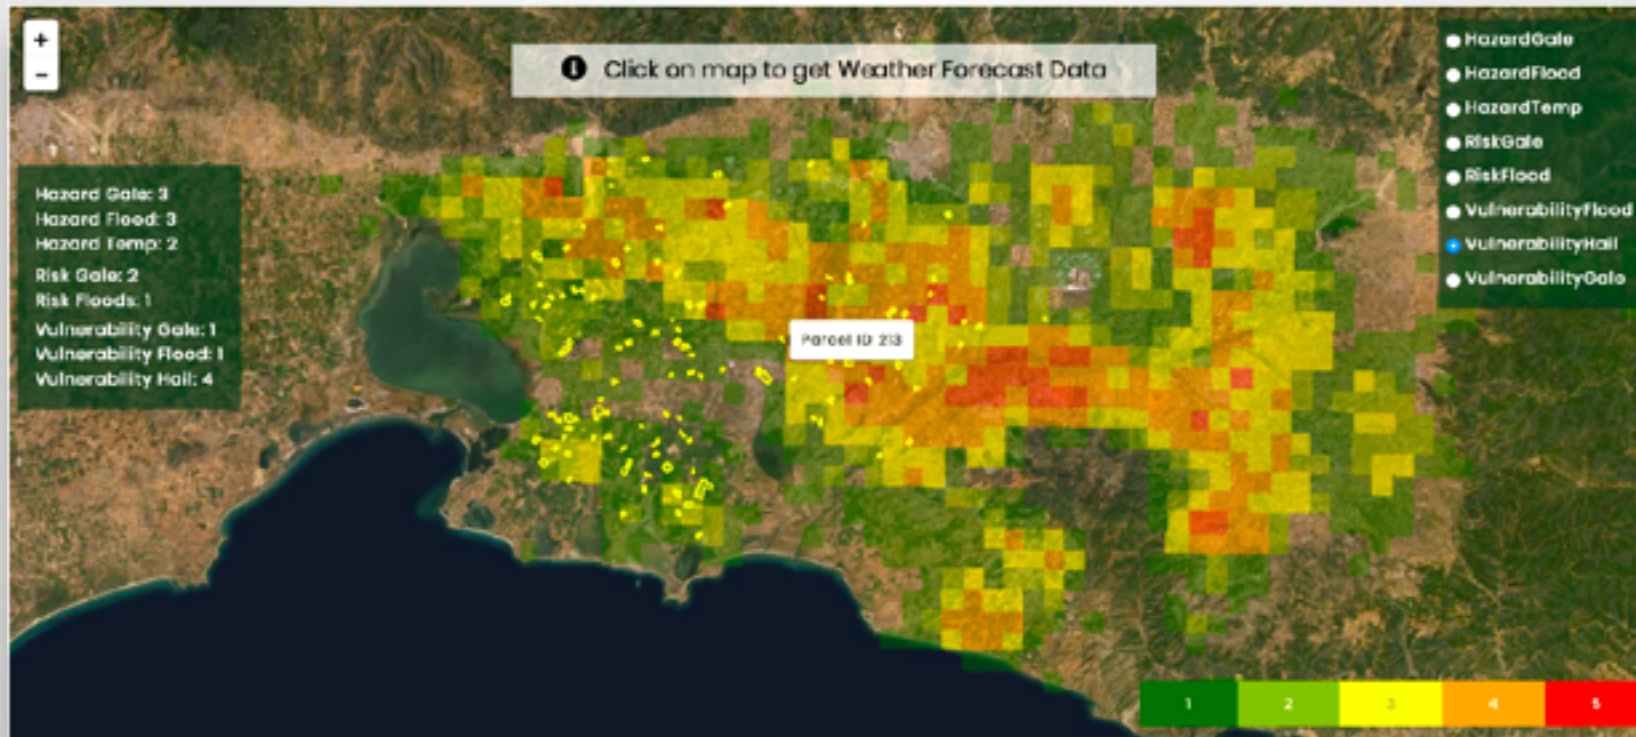 +
Click on map to get Weather Forecast Data
-
HazardGale
HazardFlood
HazardTemp
RiskGale
RiskFlood
VulnerabilityFlood
VulnerabilityHail
VulnerabilityGale
Hazard Gale: 3
Hazard Flood: 3
Hazard Temp: 2
Risk Gale: 2
Risk Floods: 1
Vulnerability Gale: 1
Vulnerability Flood: 1
Vulnerability Hail: 4
Parcel ID 213
1 2 3 4 5